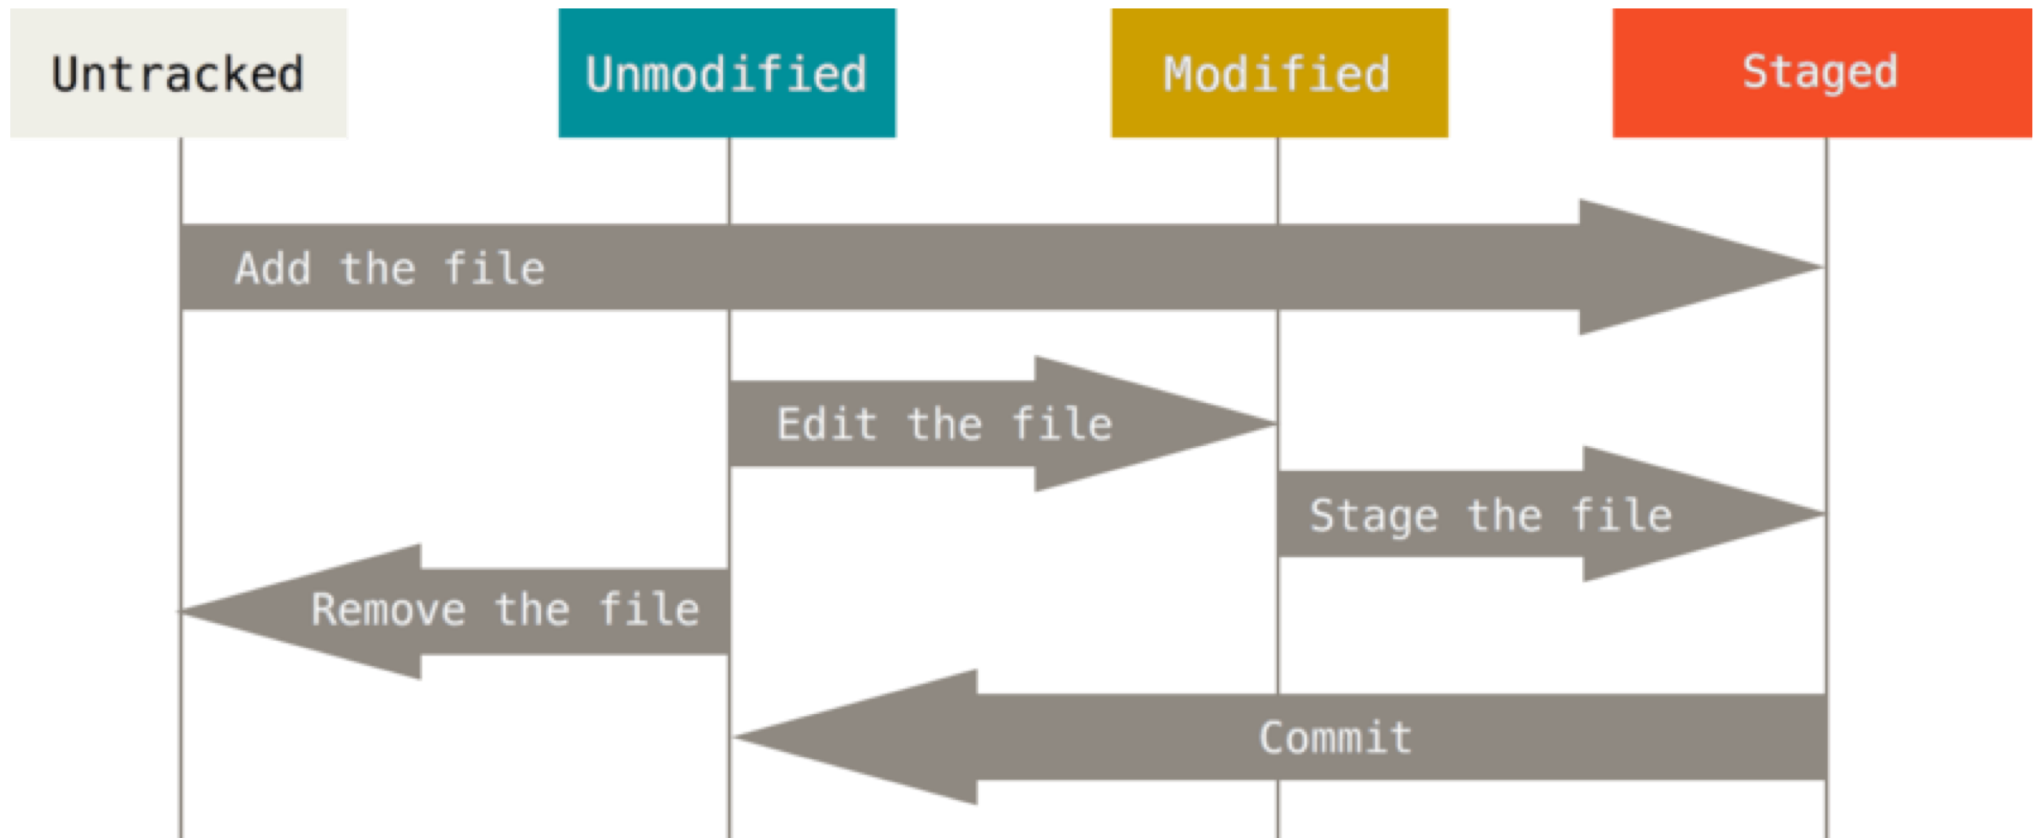 Untracked
Unmodified
Modified
Staged
Add the file
Edit the file
Stage the file
Remove the file
Commit